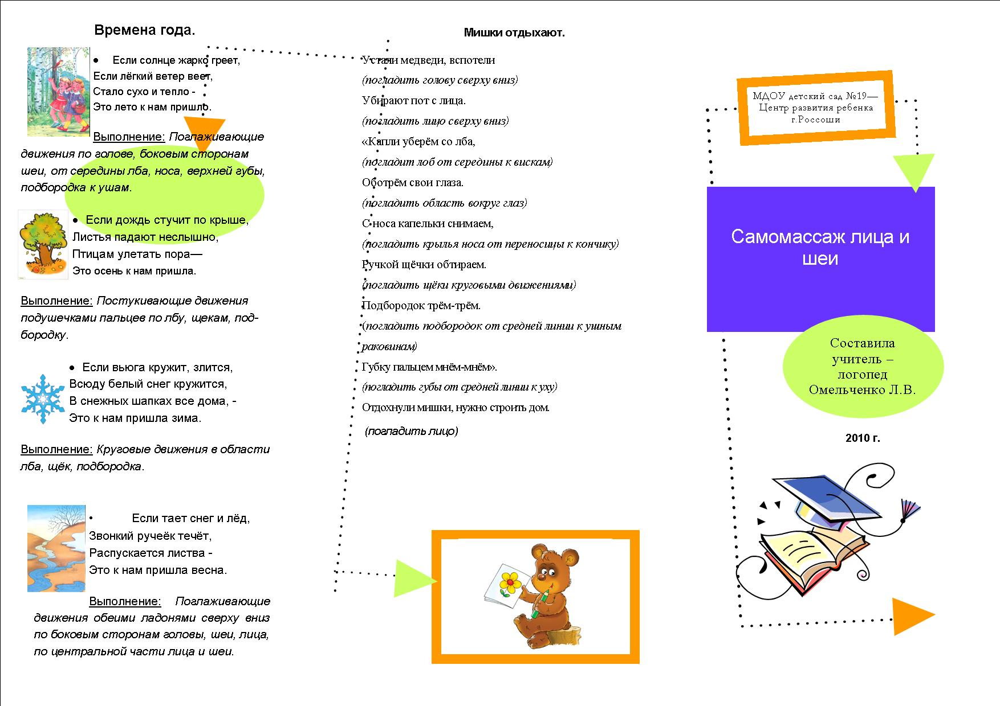 Времена года.
• Если солнце жарко греет,
Если лёгкий ветер веет,
Стало сухо и тепло -
Это лето к нам пришло.
Выполнение: Поглаживающие
движения по голове, боковым сторонам
шеи, от середины лба, носа, верхней губы,
подбородка к ушам.
• Если дождь стучит по крыше,
Листья падают неслышно,
Птицам улетать пора—
Это осень к нам пришла.
Выполнение: Постукивающие движения
подушечками пальцев по лбу, щекам, под-
бородку.
• Если вьюга кружит, злится,
Всюду белый снег кружится,
В снежных шапках все дома, -
Это к нам пришла зима.
Выполнение: Круговые движения в области
лба, щёк, подбородка.
• Если тает снег и лёд,
Звонкий ручеёк течёт,
Распускается листва -
Это к нам пришла весна.
Выполнение: Поглаживающие
движения обеими ладонями сверху вниз
по боковым сторонам головы, шеи, лица,
по центральной части лица и шеи.
Мишки отдыхают.
Устали медведи, вспотели
(погладить голову сверху вниз)
Убирают пот с лица.
(погладить лицо сверху вниз)
«Капли уберём со лба,
(погладит лоб от середины к вискам)
Оботрём свои глаза.
(погладить область вокруг глаз)
С носа капельки снимаем,
(погладить крылья носа от переносицы к кончику)
Ручкой щёчки обтираем.
(погладить щёки круговыми движениями)
Подбородок трём-трём.
(погладить подбородок от средней линии к ушным
раковинам)
Губку пальцем мнём-мнём».
(погладить губы от средней линии к уху)
Отдохнули мишки, нужно строить дом.
(погладить лицо)
МДОУ детский сад №19—
Центр развития ребенка
г.Россоши
Самомассаж лица и
шеи
Составила
учитель –
логопед
Омельченко Л.В.
2010 г.